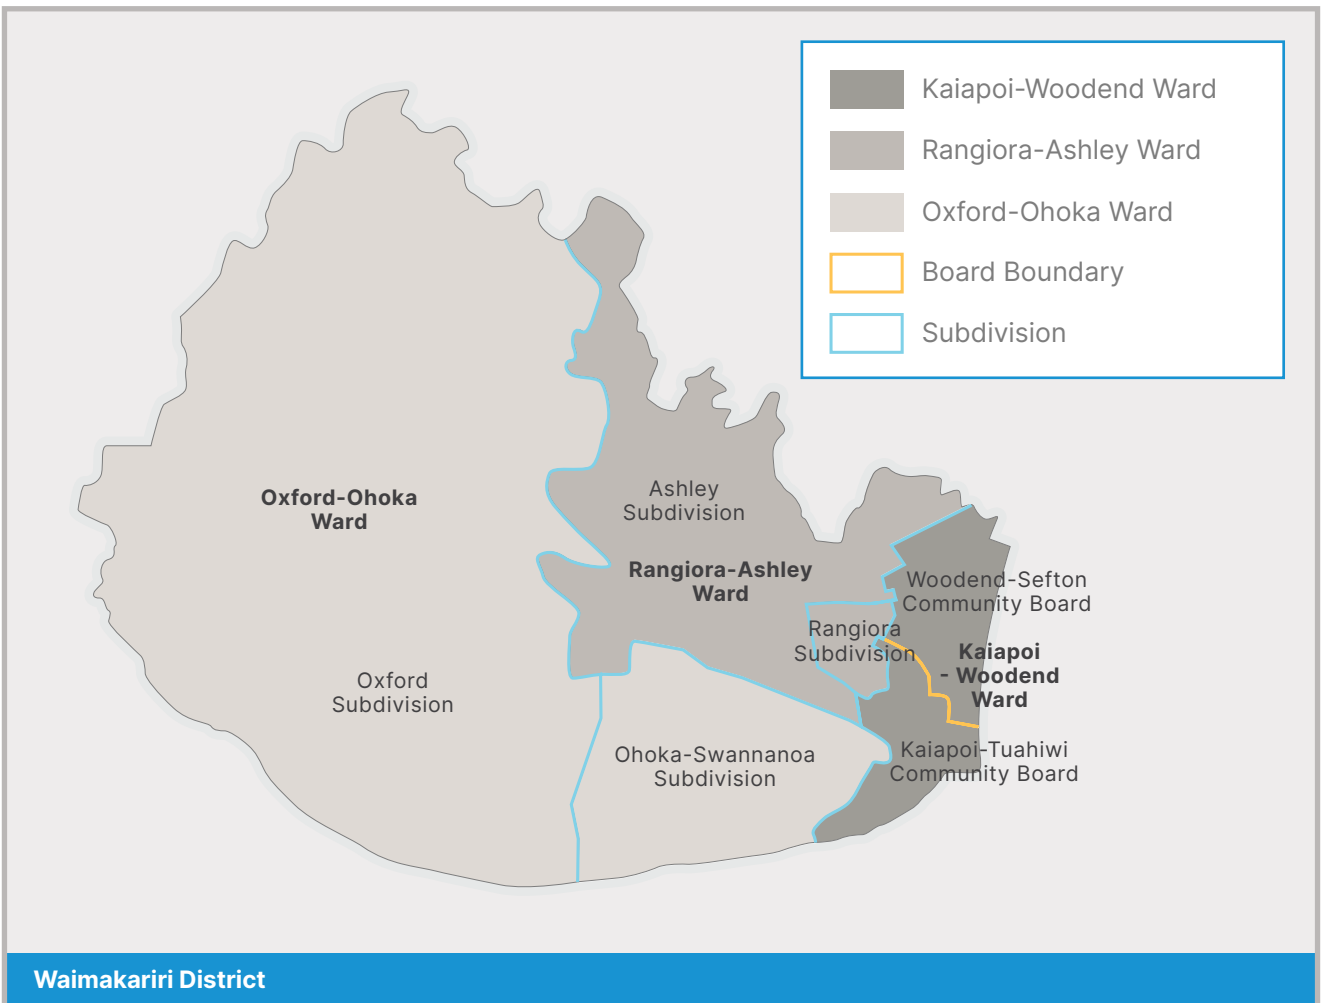 Kaiapoi-Woodend Ward
Rangiora-Ashley Ward
Oxford-Ohoka Ward
Board Boundary
Subdivision
Oxford-Ohoka
Ward
Ashley
Subdivision
Rangiora-Ashley
Ward
Woodend-Sefton
Community Board
Rangiora
Subdivision
Kaiapoi
- Woodend
Ward
Oxford
Subdivision
Ohoka-Swannanoa
Subdivision
Kaiapoi-Tuahiwi
Community Board
Waimakariri District